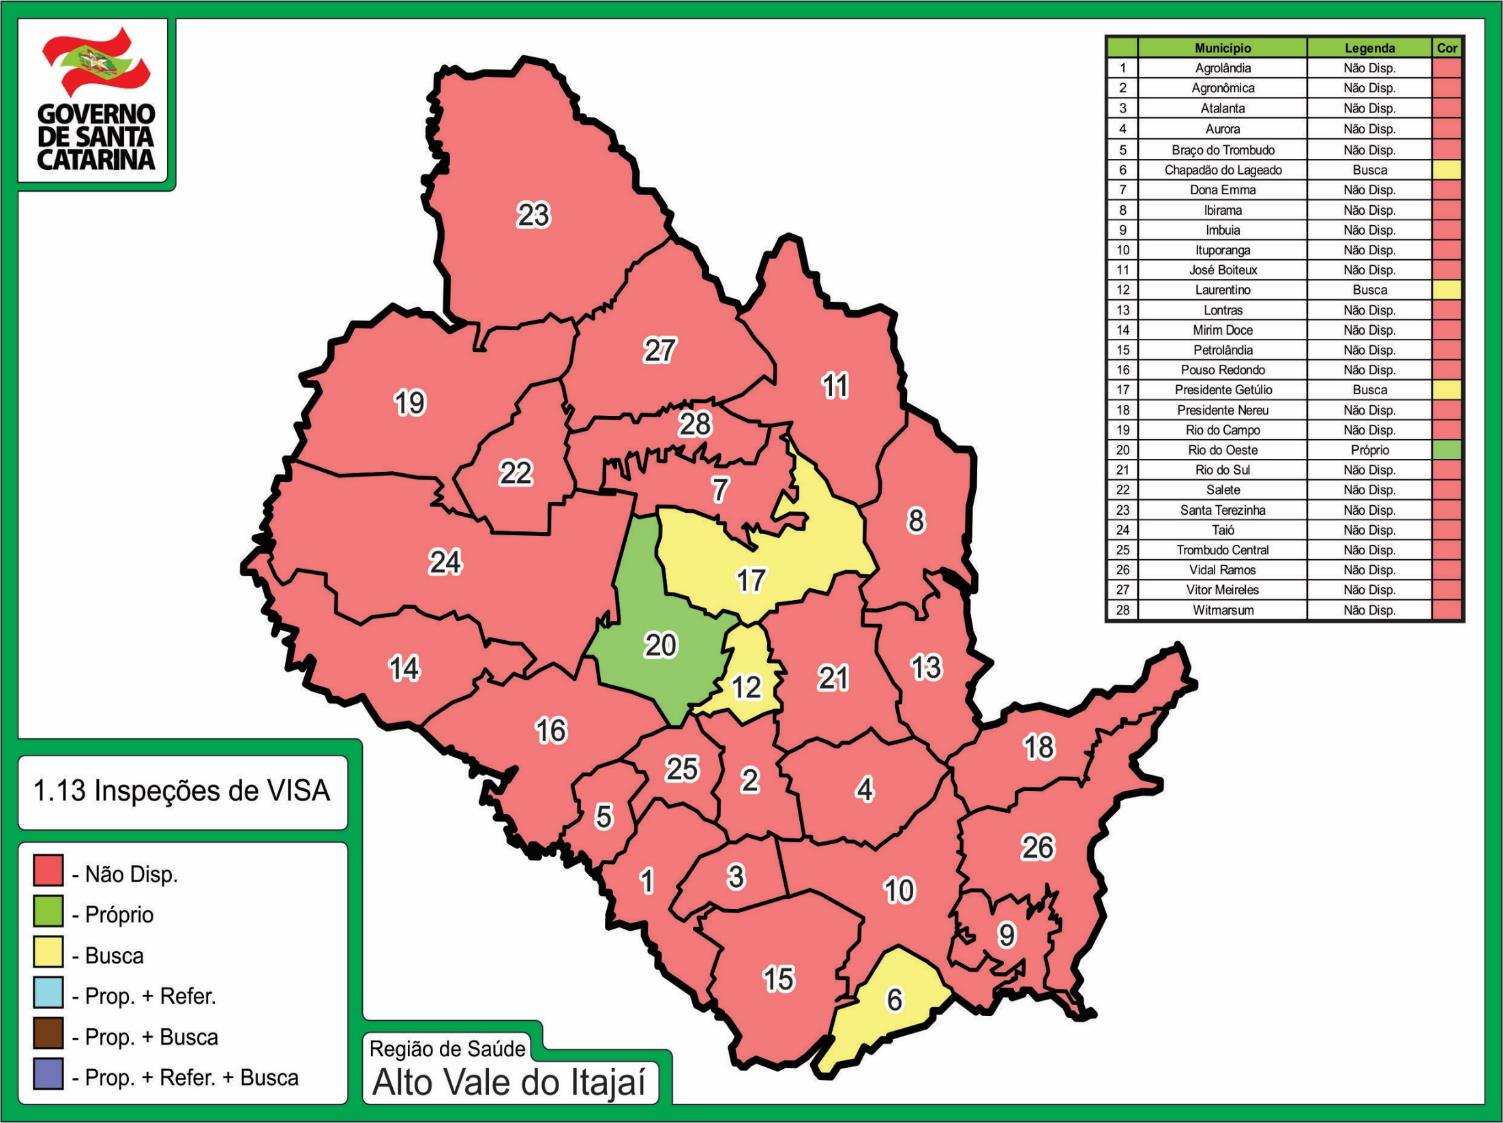 GOVERNO
DE SANTA
CATARINA
Município Legenda Cor
1 Agrolândia Não Disp.
2 Agronômica Não Disp.
3 Atalanta Não Disp.
4 Aurora Não Disp.
5 Braço do Trombudo Não Disp.
6 Chapadão do Lageado Busca
7 Dona Emma Não Disp.
8 Ibirama Não Disp.
9 Imbuia Não Disp.
10 Ituporanga Não Disp.
11 José Boiteux Não Disp.
12 Laurentino Busca
13 Lontras Não Disp.
14 Mirim Doce Não Disp.
15 Petrolândia Não Disp.
16 Pouso Redondo Não Disp.
17 Presidente Getúlio Busca
18 Presidente Nereu Não Disp.
19 Rio do Campo Não Disp.
20 Rio do Oeste Próprio
21 Rio do Sul Não Disp.
22 Salete Não Disp.
23 Santa Terezinha Não Disp.
24 Taió Não Disp.
25 Trombudo Central Não Disp.
26 Vidal Ramos Não Disp.
27 Vitor Meireles Não Disp.
28 Witmarsum Não Disp.
23
27
11
19
28
22
7
8
24
17
20
14
12
21
13
16
18
25
2
4
5
26
1
3
10
9
15
6
1.13 Inspeções de VISA
- Não Disp.
- Próprio
- Busca
- Prop. + Refer.
- Prop. + Busca
- Prop. + Refer. + Busca
Região de Saúde
Alto Vale do Itajaí